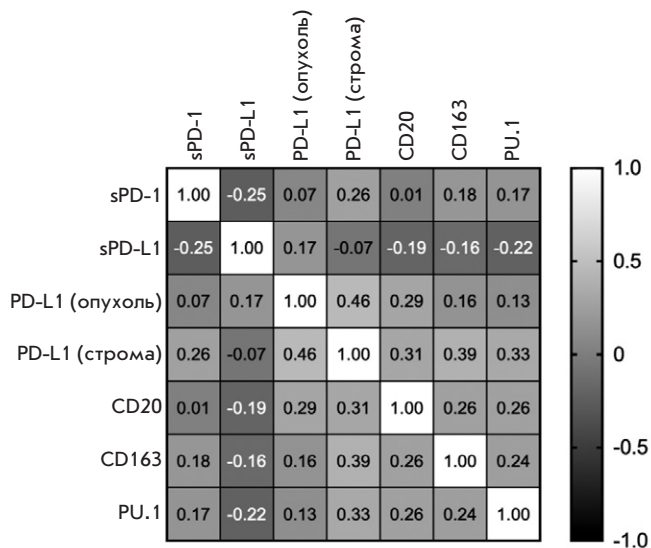 sPD-1 sPD-L1 PD-L1 (опухоль) PD-L1 (строма) CD20 CD163 PU.1
sPD-1 1.00 -0.25 0.07 0.26 0.01 0.18 0.17
sPD-L1 -0.25 1.00 0.17 -0.07 -0.19 -0.16 -0.22
PD-L1 (опухоль) 0.07 0.17 1.00 0.46 0.29 0.16 0.13
PD-L1 (строма) 0.26 -0.07 0.46 1.00 0.31 0.39 0.33
CD20 0.01 -0.19 0.29 0.31 1.00 0.26 0.26
CD163 0.18 -0.16 0.16 0.39 0.26 1.00 0.24
PU.1 0.17 -0.22 0.13 0.33 0.26 0.24 1.00
1.0
0.5
0
-0.5
-1.0